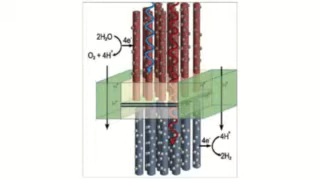 2H₂O
4e⁻
O₂ + 4H⁺
4e⁻
4H⁺
2H₂